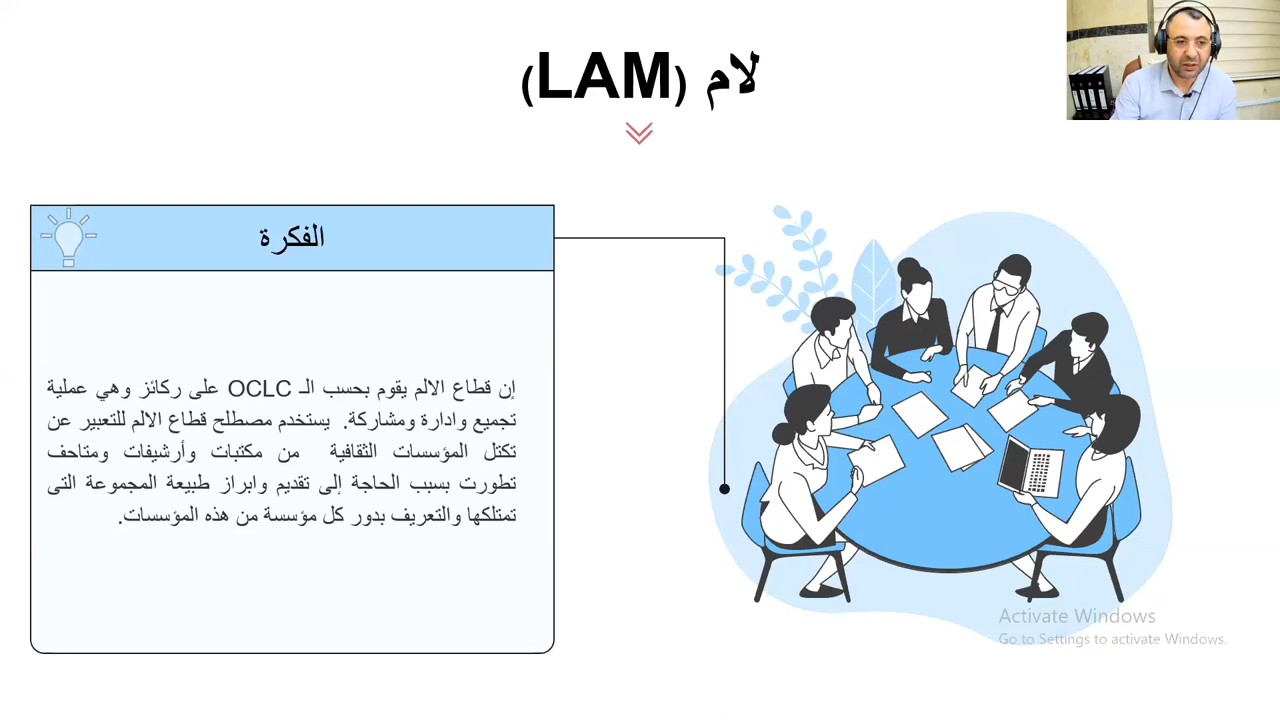 لام (LAM)
الفكرة
إن قطاع الالم يقوم بحسب الـ OCLC على ركائز وهي عملية
تجميع وادارة ومشاركة. يستخدم مصطلح قطاع الالم للتعبير عن
تكتل المؤسسات الثقافية من مكتبات وأرشيفات ومتاحف
تطورت بسبب الحاجة إلى تقديم وابراز طبيعة المجموعة التى
تمتلكها والتعريف بدور كل مؤسسة من هذه المؤسسات.
Activate Windows
Go to Settings to activate Windows.